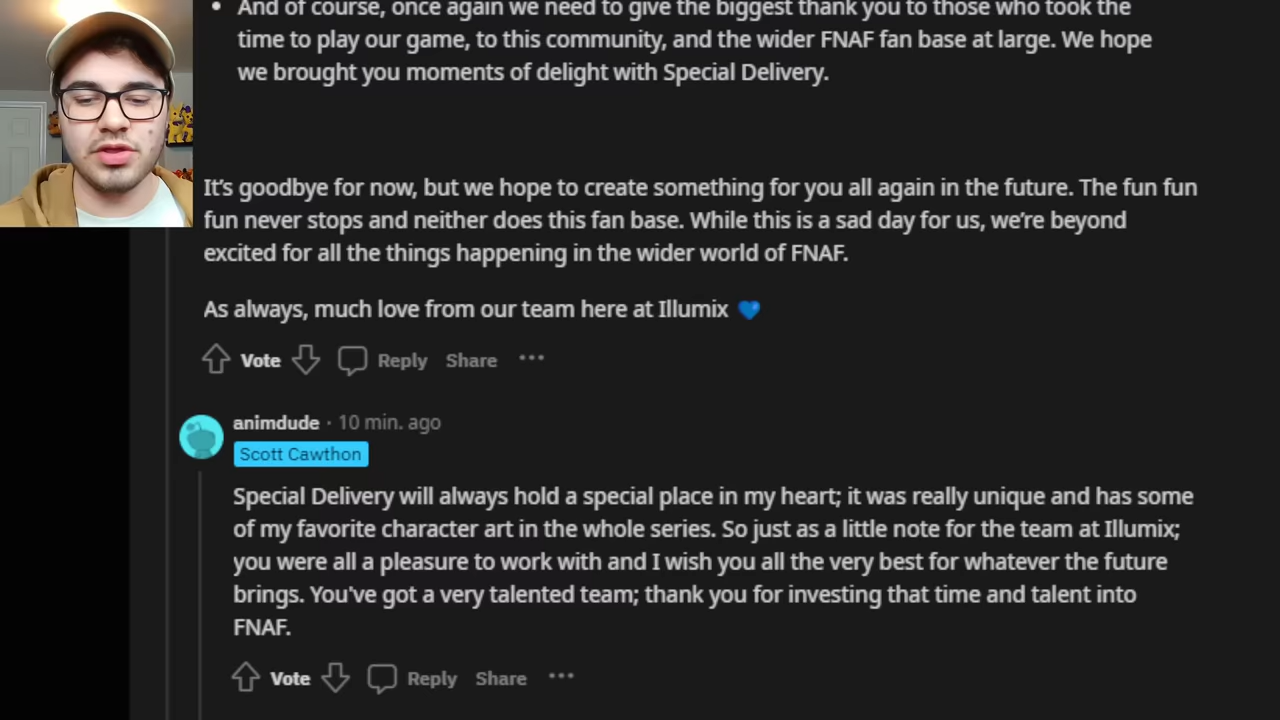 And of course, once again we need to give the biggest thank you to those who took the
time to play our game, to this community, and the wider FNAF fan base at large. We hope
we brought you moments of delight with Special Delivery.
It's goodbye for now, but we hope to create something for you all again in the future. The fun fun
fun never stops and neither does this fan base. While this is a sad day for us, we're beyond
excited for all the things happening in the wider world of FNAF.
As always, much love from our team here at Illumix 💙
Vote Reply Share ···
animdude · 10 min. ago
Scott Cawthon
Special Delivery will always hold a special place in my heart; it was really unique and has some
of my favorite character art in the whole series. So just as a little note for the team at Illumix;
you were all a pleasure to work with and I wish you all the very best for whatever the future
brings. You've got a very talented team; thank you for investing that time and talent into
FNAF.
Vote Reply Share ···